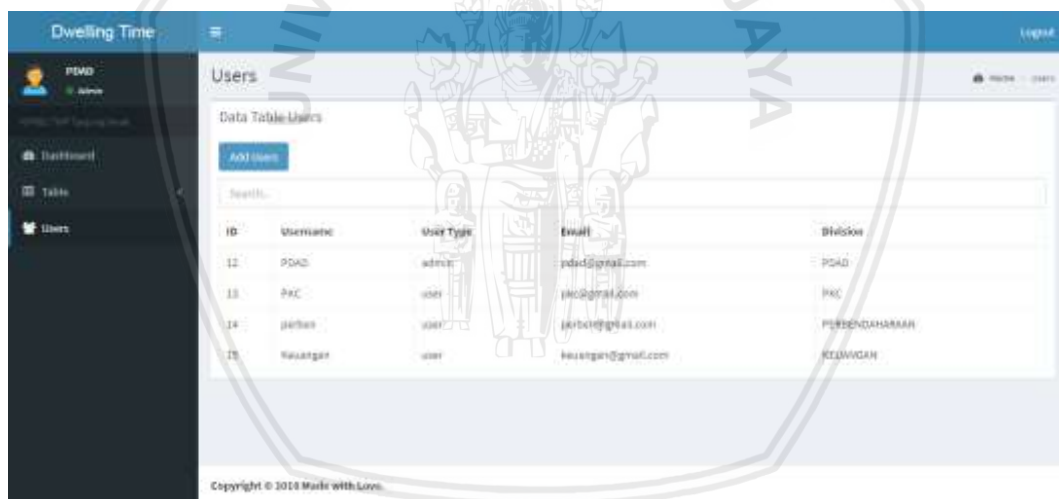 Dwelling Time
Logout
PDAD
Admin
Users
Home Users
Data Table Users
Dashboard
Add Users
Table
Search..
Users
ID Username User Type Email Division
12 PDAD admin pdad@gmail.com PDAD
13 PKC user pkc@gmail.com PKC
14 perben user perben@gmail.com PERBENDAHARAAN
15 Keuangan user keuangan@gmail.com KEUANGAN
Copyright © 2018 Made with Love.
UN
AYA